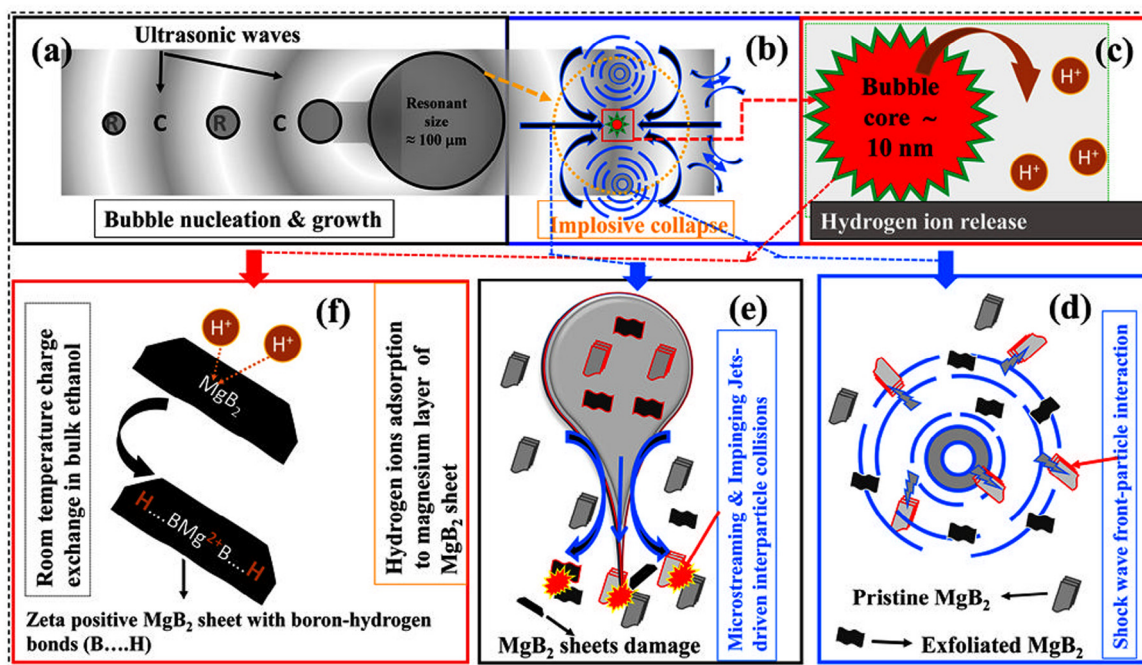 (a)
Ultrasonic waves
R
C
R
C
Resonant
size
≈ 100 μm
Bubble nucleation & growth
(b)
Implosive collapse
(c)
Bubble
core ~
10 nm
H⁺
H⁺
H⁺
Hydrogen ion release
(f)
Room temperature charge
exchange in bulk ethanol
H⁺
H⁺
MgB₂
H....BMg²⁺B....H
Hydrogen ions adsorption
to magnesium layer of
MgB₂ sheet
Zeta positive MgB₂ sheet with boron-hydrogen
bonds (B....H)
(e)
Microstreaming & Impinging Jets-
driven interparticle collisions
MgB₂ sheets damage
(d)
Shock wave front-particle interaction
Pristine MgB₂
Exfoliated MgB₂